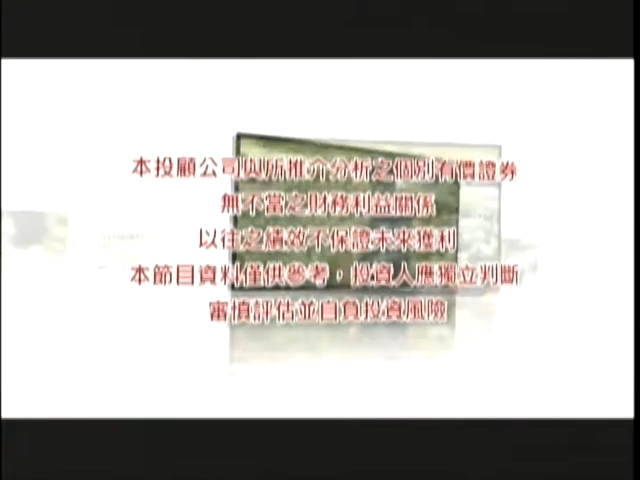 本投顧公司與所推介分析之個別有價證券
無不當之財務利益關係
以往之績效不保證未來獲利
本節目資料僅供參考，投資人應獨立判斷
審慎評估並自負投資風險